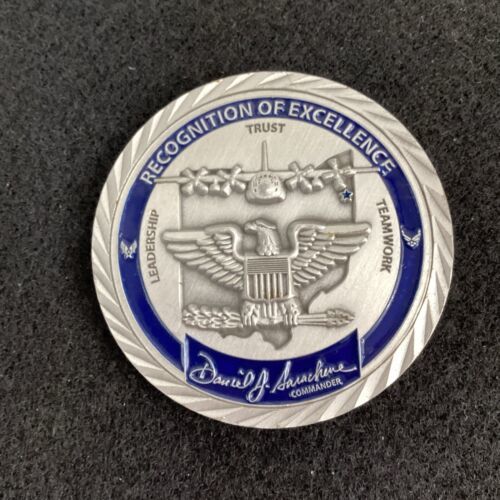 RECOGNITION OF EXCELLENCE
TRUST
LEADERSHIP
TEAMWORK
Daniel J. Sarachene
COMMANDER